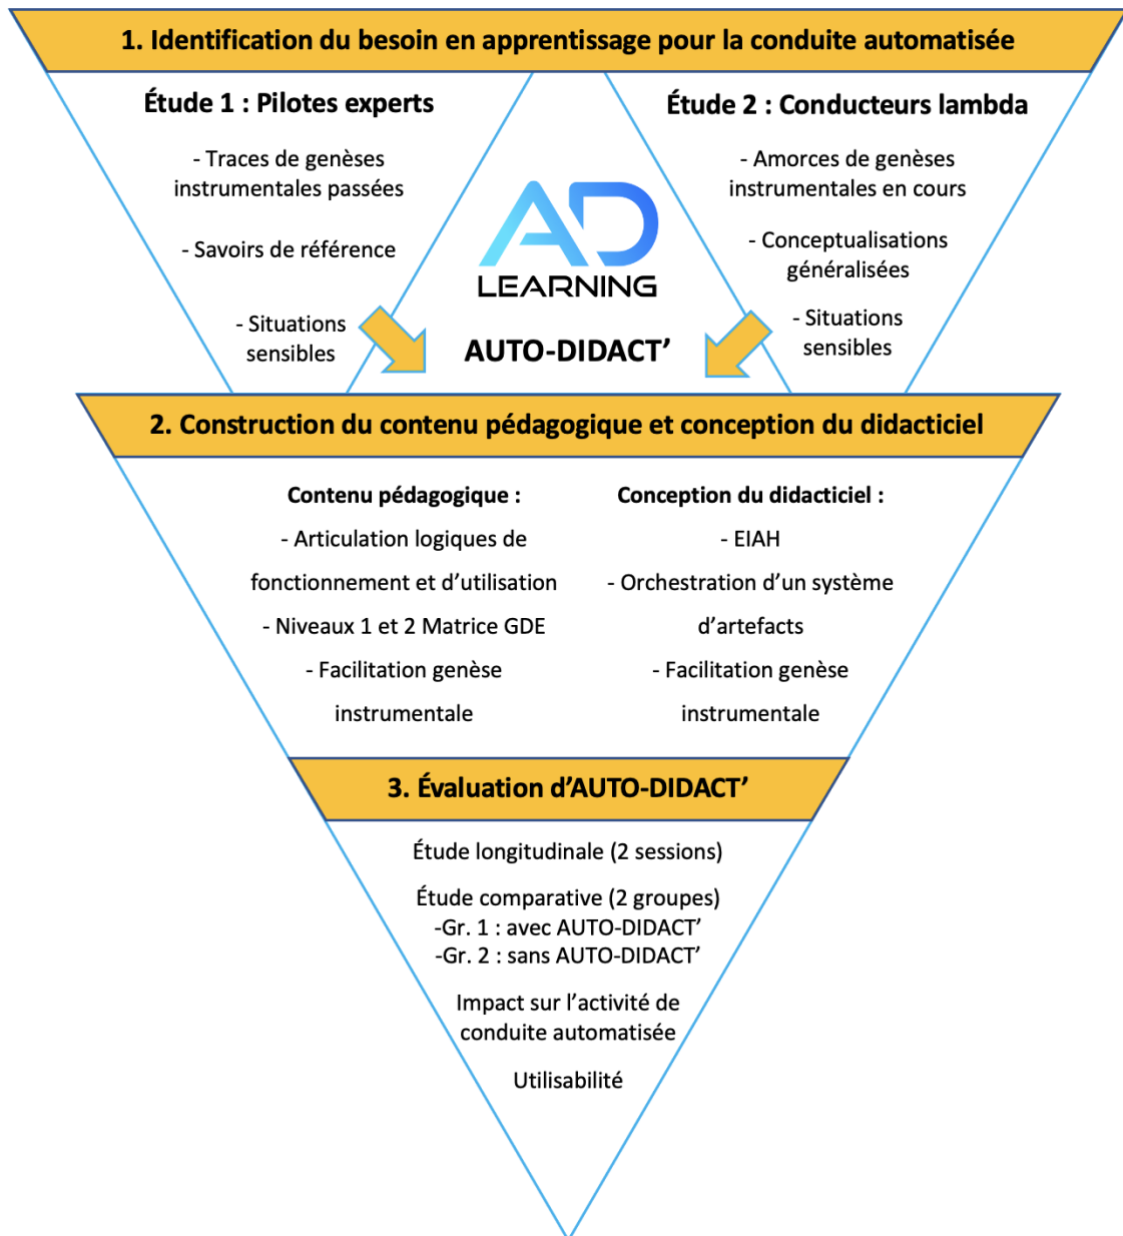 1. Identification du besoin en apprentissage pour la conduite automatisée
Étude 1 : Pilotes experts
- Traces de genèses
instrumentales passées
- Savoirs de référence
- Situations
sensibles
AD
LEARNING
AUTO-DIDACT’
Étude 2 : Conducteurs lambda
- Amorces de genèses
instrumentales en cours
- Conceptualisations
généralisées
- Situations
sensibles
2. Construction du contenu pédagogique et conception du didacticiel
Contenu pédagogique :
- Articulation logiques de
fonctionnement et d’utilisation
- Niveaux 1 et 2 Matrice GDE
- Facilitation genèse
instrumentale
Conception du didacticiel :
- EIAH
- Orchestration d’un système
d’artefacts
- Facilitation genèse
instrumentale
3. Évaluation d’AUTO-DIDACT’
Étude longitudinale (2 sessions)
Étude comparative (2 groupes)
-Gr. 1 : avec AUTO-DIDACT’
-Gr. 2 : sans AUTO-DIDACT’
Impact sur l’activité de
conduite automatisée
Utilisabilité